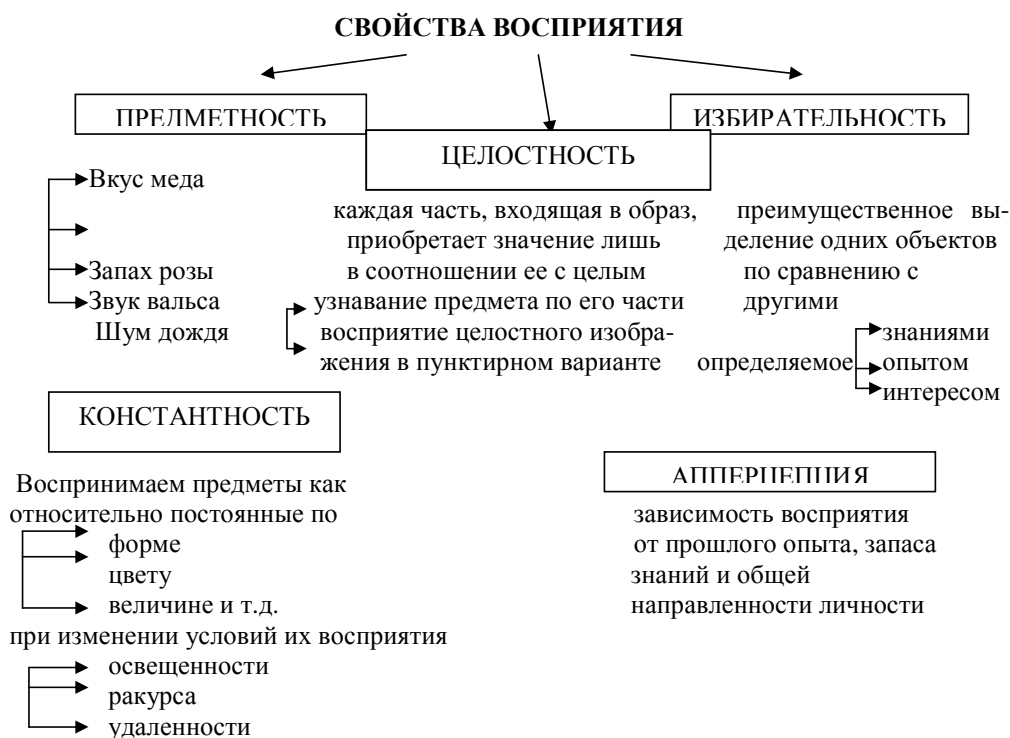 СВОЙСТВА ВОСПРИЯТИЯ
ПРЕДМЕТНОСТЬ
ИЗБИРАТЕЛЬНОСТЬ
ЦЕЛОСТНОСТЬ
Вкус меда
Запах розы
Звук вальса
Шум дождя
каждая часть, входящая в образ,
приобретает значение лишь
в соотношении ее с целым
узнавание предмета по его части
восприятие целостного изобра-
жения в пунктирном варианте
преимущественное вы-
деление одних объектов
по сравнению с
другими
определяемое
знаниями
опытом
интересом
КОНСТАНТНОСТЬ
Воспринимаем предметы как
относительно постоянные по
форме
цвету
величине и т.д.
при изменении условий их восприятия
освещенности
ракурса
удаленности
АППЕРЦЕПЦИЯ
зависимость восприятия
от прошлого опыта, запаса
знаний и общей
направленности личности